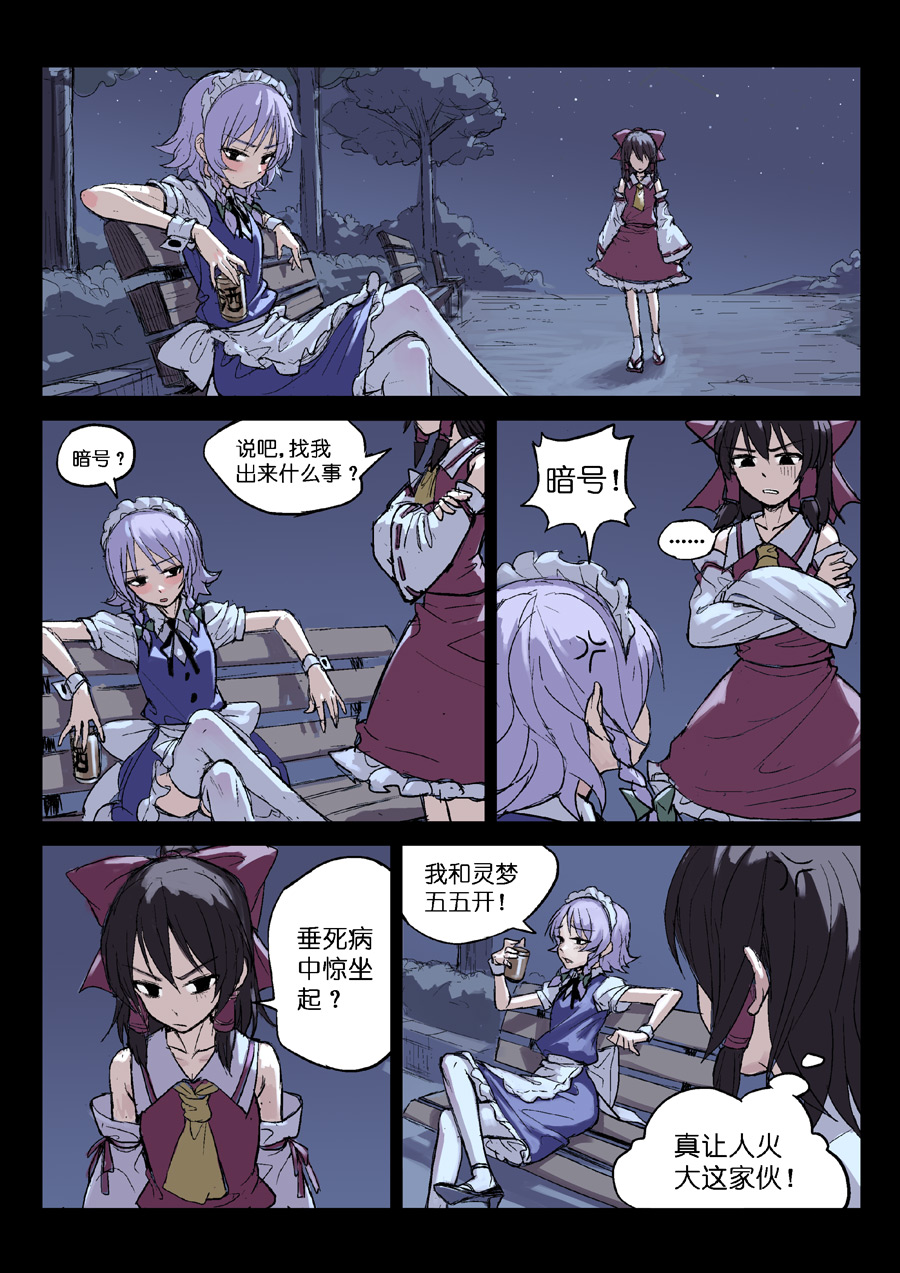 酒
暗号？
说吧，找我
出来什么事？
暗号！
……
垂死病
中惊坐
起？
我和灵梦
五五开！
真让人火
大这家伙！